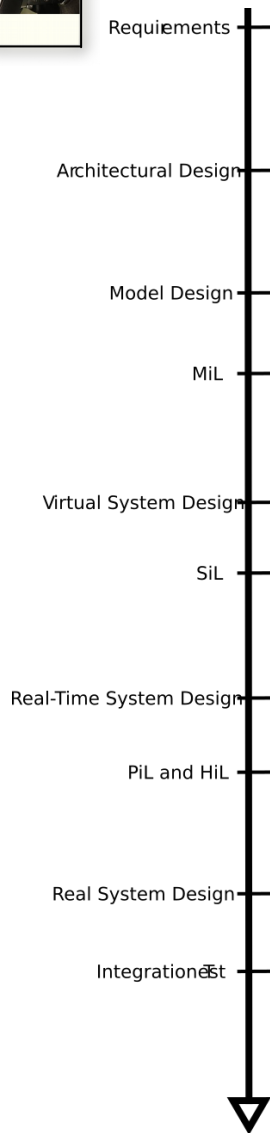 Requirements
Architectural Design
Model Design
MiL
Virtual System Design
SiL
Real-Time System Design
PiL and HiL
Real System Design
Integration Test